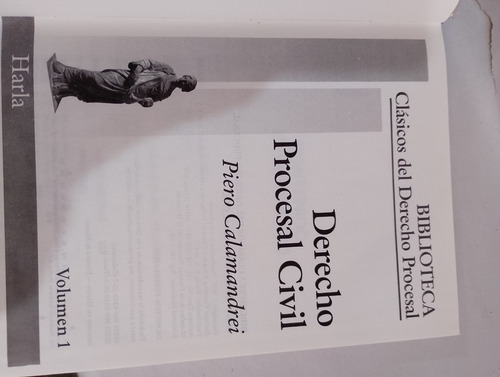 BIBLIOTECA
Clásicos del Derecho Procesal
Derecho
Procesal Civil
Piero Calamandrei
Volumen 1
Harla